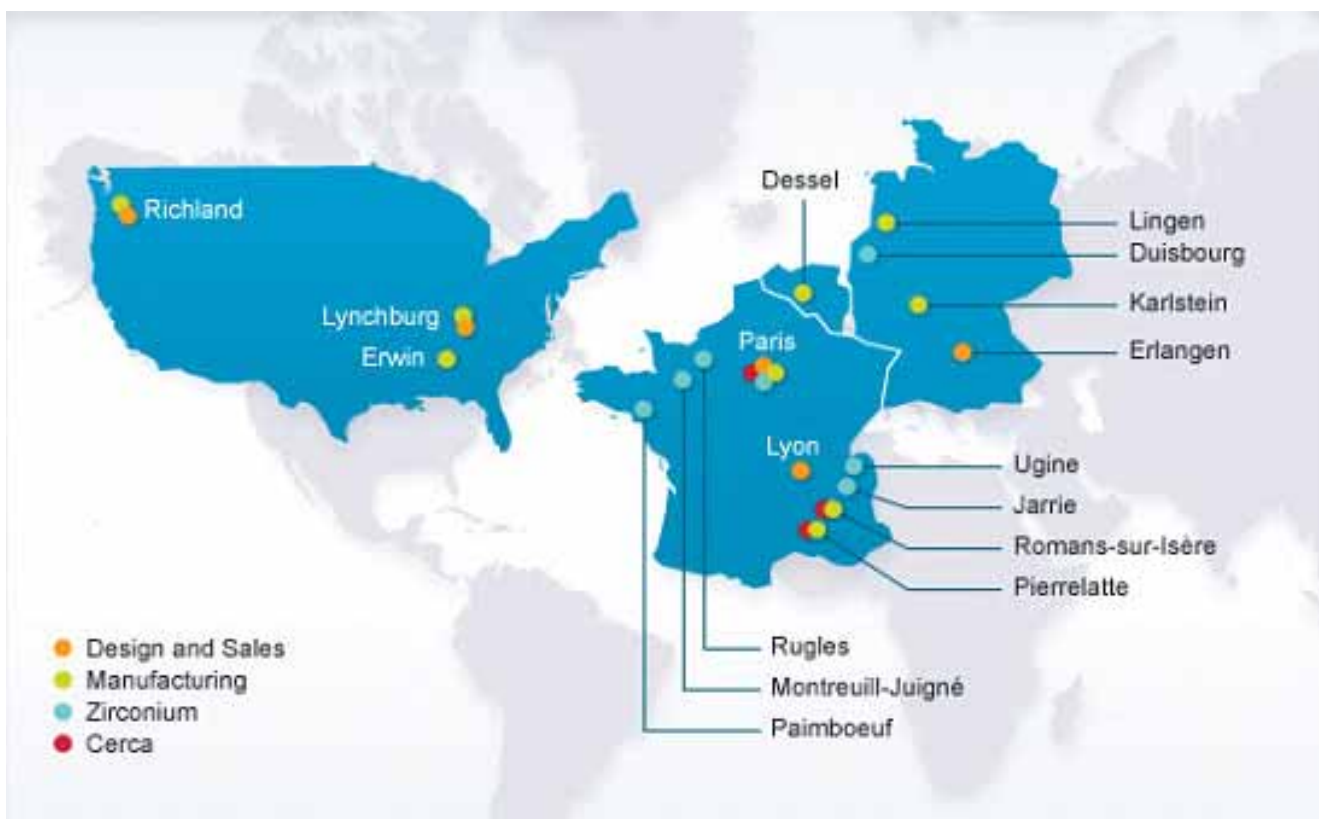 Dessel
Richland
Lingen
Duisbourg
Lynchburg
Karlstein
Paris
Erwin
Erlangen
Lyon
Ugine
Jarrie
Romans-sur-Isère
Pierrelatte
Design and Sales
Rugles
Manufacturing
Montreuill-Juigné
Zirconium
Paimboeuf
Cerca